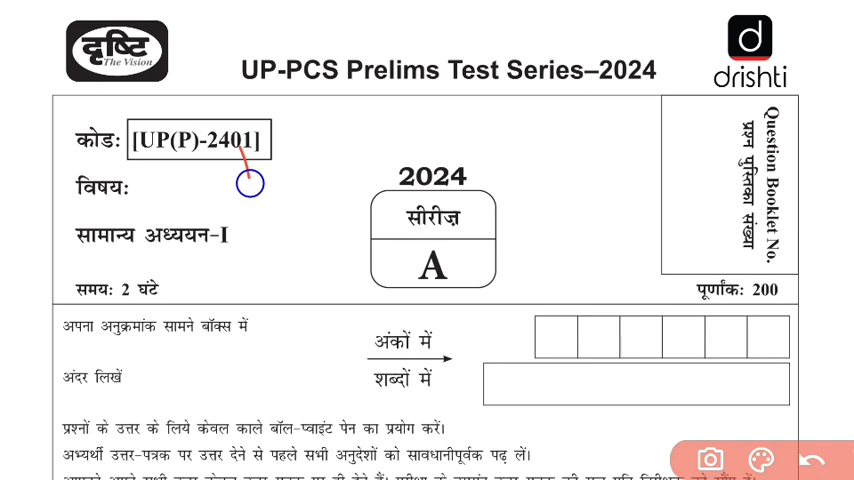 दृष्टि
The Vision
UP-PCS Prelims Test Series–2024
d
drishti
कोड: [UP(P)-2401]
विषय:
सामान्य अध्ययन-I
समय: 2 घंटे
2024
सीरीज़
A
Question Booklet No.
प्रश्न पुस्तिका संख्या
पूर्णांक: 200
अपना अनुक्रमांक सामने बॉक्स में
अंदर लिखें
अंकों में
शब्दों में
प्रश्नों के उत्तर के लिये केवल काले बॉल-प्वाइंट पेन का प्रयोग करें।
अभ्यर्थी उत्तर-पत्रक पर उत्तर देने से पहले सभी अनुदेशों को सावधानीपूर्वक पढ़ लें।